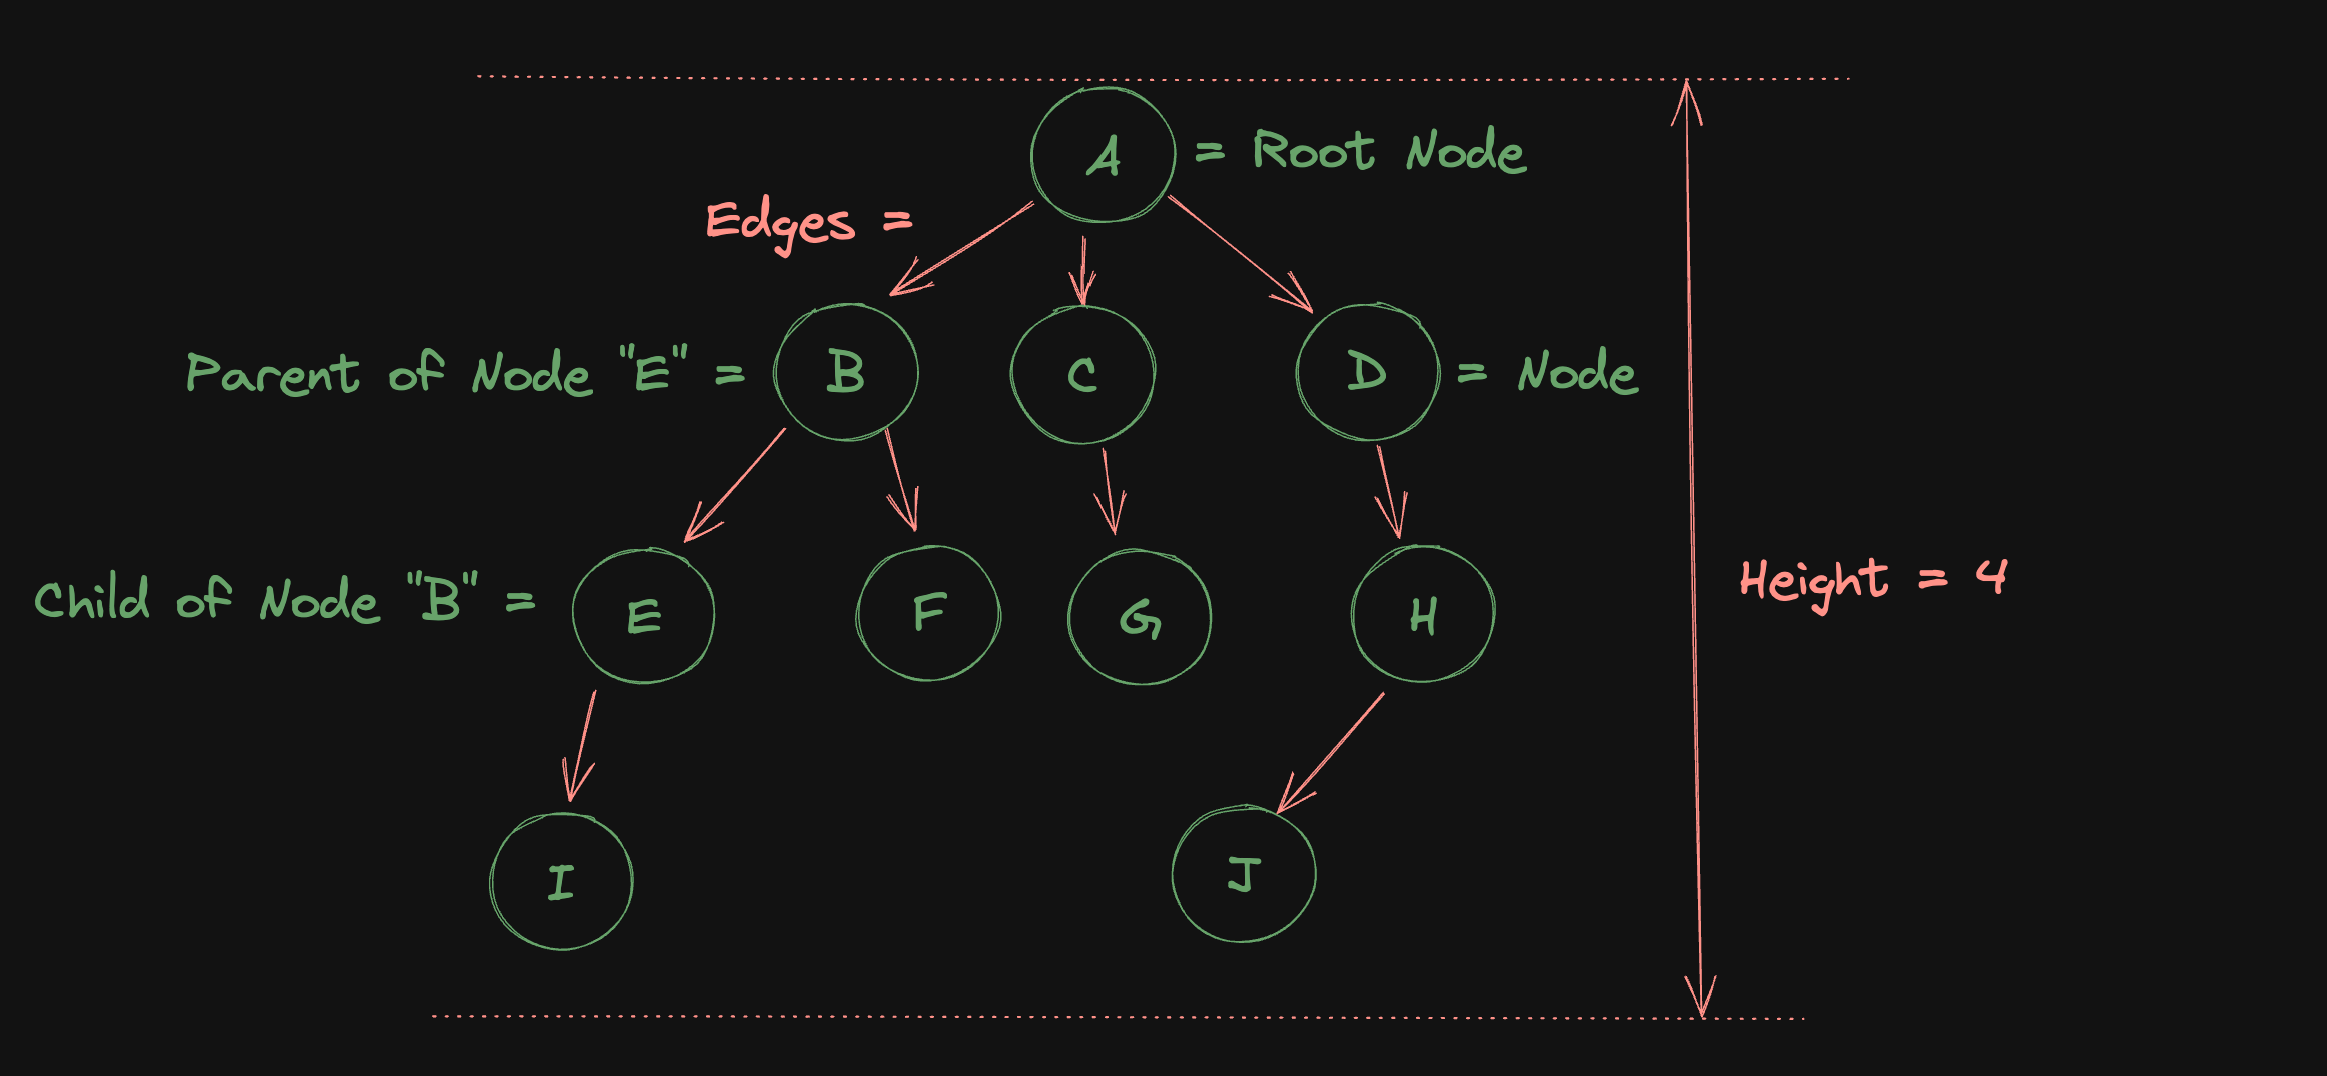 A = Root Node
Edges =
Parent of Node "E" = B
C
D = Node
Child of Node "B" = E
F
G
H
Height = 4
I
J